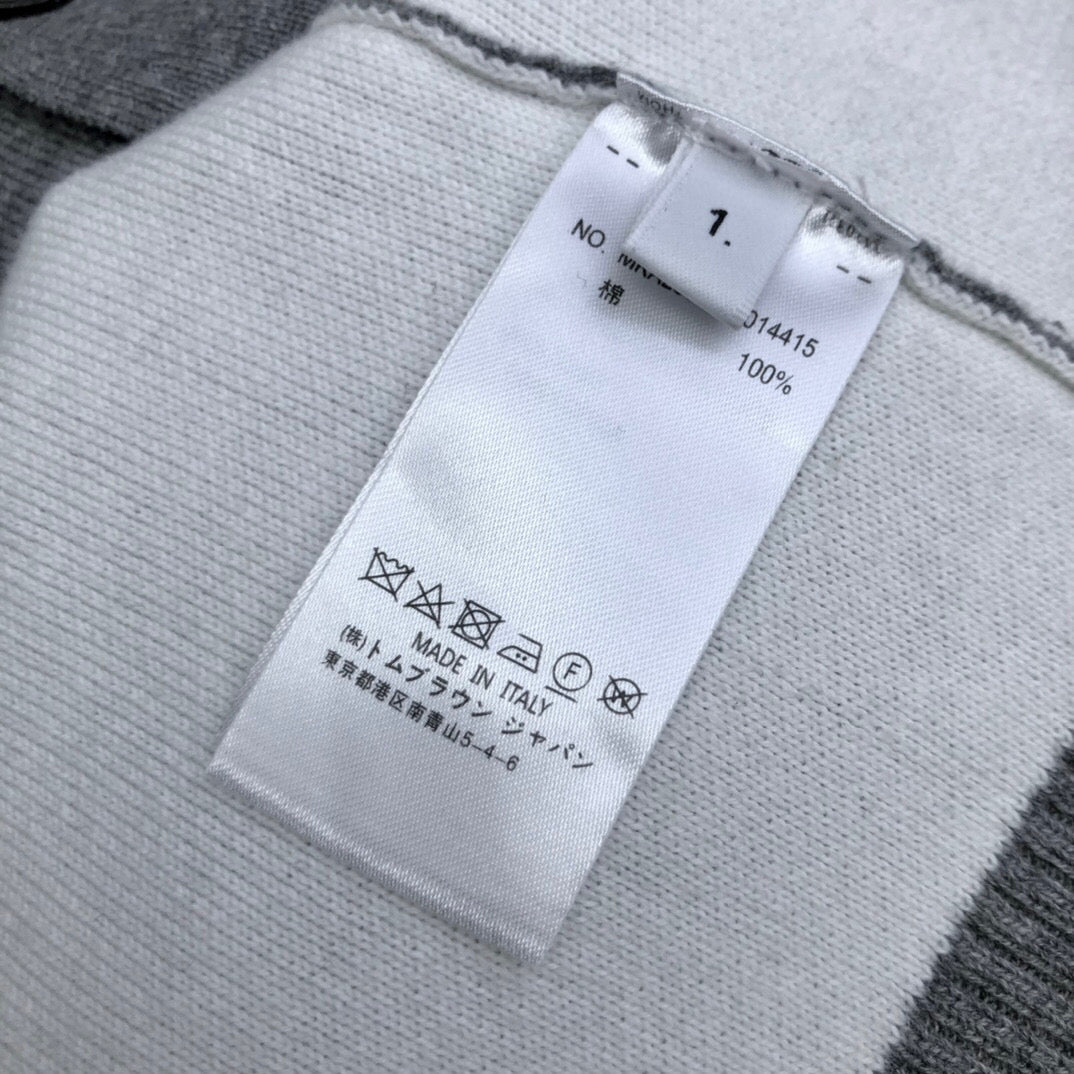 1.
NO.
014415
棉
100%
MADE IN ITALY
(株)トムブラウン ジャパン
東京都港区南青山5-4-6